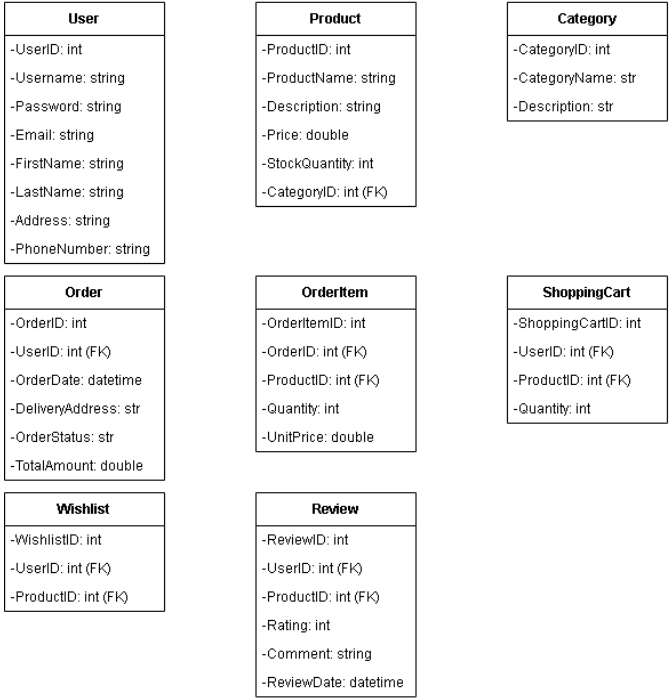 User
-UserID: int
-Username: string
-Password: string
-Email: string
-FirstName: string
-LastName: string
-Address: string
-PhoneNumber: string
Product
-ProductID: int
-ProductName: string
-Description: string
-Price: double
-StockQuantity: int
-CategoryID: int (FK)
Category
-CategoryID: int
-CategoryName: str
-Description: str
Order
-OrderID: int
-UserID: int (FK)
-OrderDate: datetime
-DeliveryAddress: str
-OrderStatus: str
-TotalAmount: double
OrderItem
-OrderItemID: int
-OrderID: int (FK)
-ProductID: int (FK)
-Quantity: int
-UnitPrice: double
ShoppingCart
-ShoppingCartID: int
-UserID: int (FK)
-ProductID: int (FK)
-Quantity: int
Wishlist
-WishlistID: int
-UserID: int (FK)
-ProductID: int (FK)
Review
-ReviewID: int
-UserID: int (FK)
-ProductID: int (FK)
-Rating: int
-Comment: string
-ReviewDate: datetime